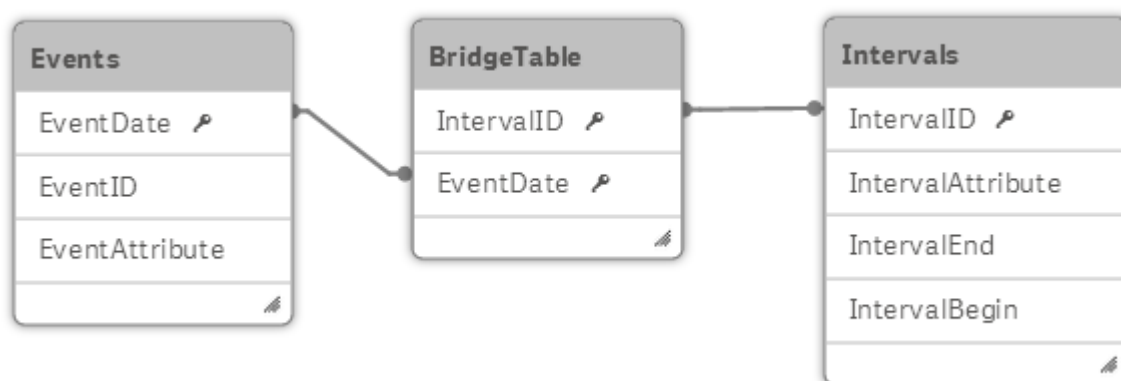 Events
EventDate
EventID
EventAttribute
BridgeTable
IntervalID
EventDate
Intervals
IntervalID
IntervalAttribute
IntervalEnd
IntervalBegin